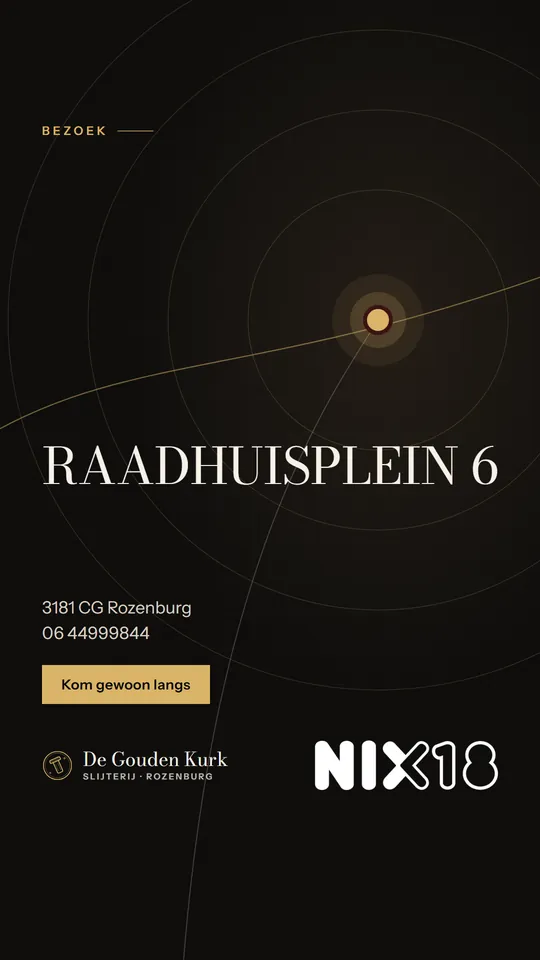 BEZOEK
RAADHUISPLEIN 6
3181 CG Rozenburg
06 44999844
Kom gewoon langs
De Gouden Kurk
SLIJTERIJ · ROZENBURG
NIX18